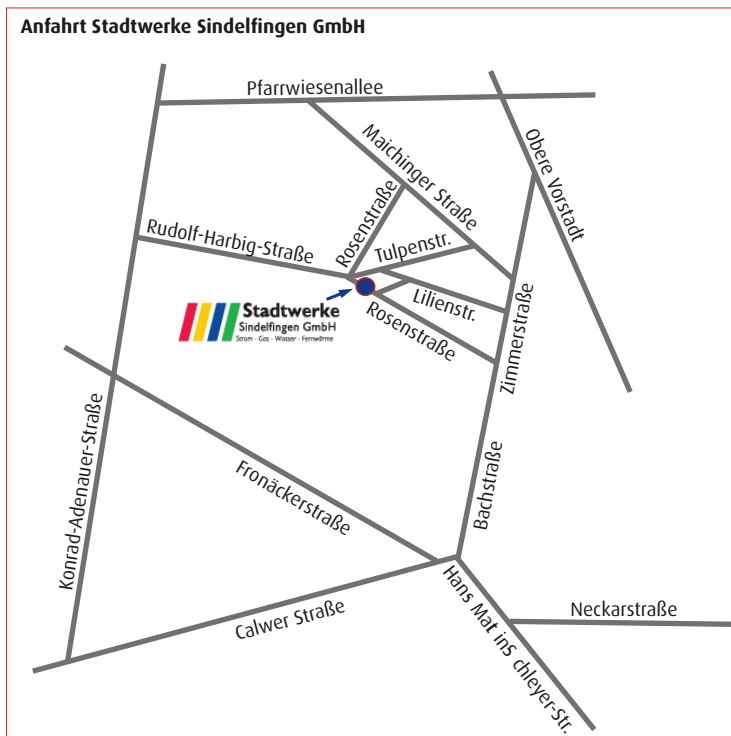 Anfahrt Stadtwerke Sindelfingen GmbH
Pfarrwiesenallee
Obere Vorstadt
Maichinger Straße
Rosenstraße
Rudolf-Harbig-Straße
Tulpenstr.
Lilienstr.
Stadtwerke
Sindelfingen GmbH
Strom - Gas - Wasser - Fernwärme
Rosenstraße
Zimmerstraße
Konrad-Adenauer-Straße
Fronäckerstraße
Bachstraße
Calwer Straße
Hans Mat inS chleyer-Str.
Neckarstraße